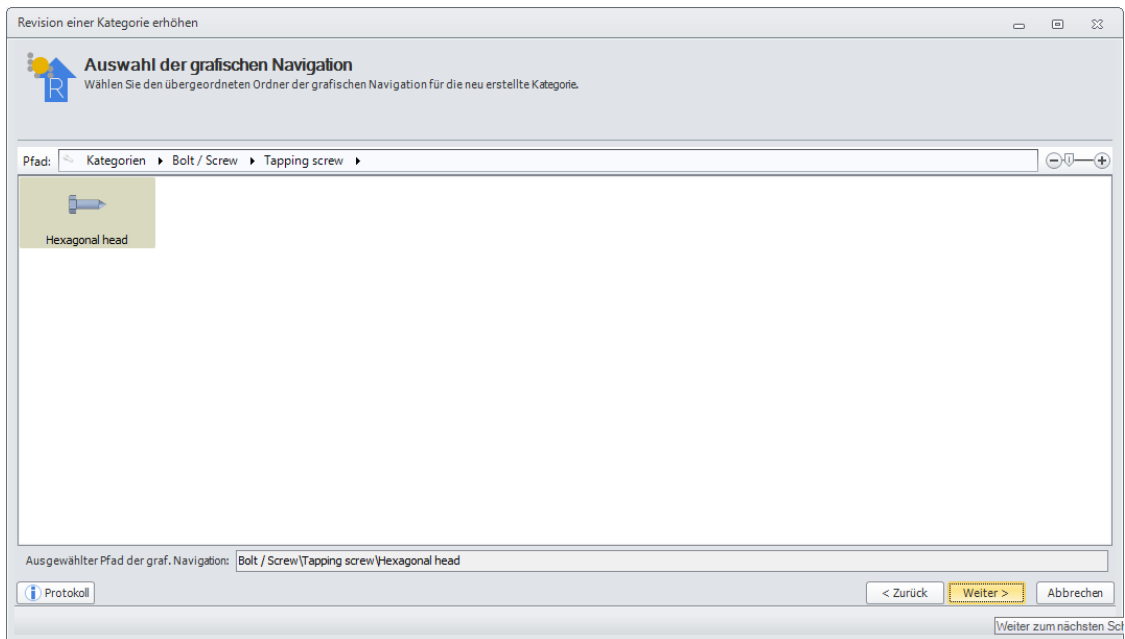 Revision einer Kategorie erhöhen
Auswahl der grafischen Navigation
Wählen Sie den übergeordneten Ordner der grafischen Navigation für die neu erstellte Kategorie.
Pfad: Kategorien Bolt / Screw Tapping screw
Hexagonal head
Ausgewählter Pfad der graf. Navigation: Bolt / Screw\Tapping screw\Hexagonal head
Protokoll < Zurück Weiter > Abbrechen
Weiter zum nächsten Sch